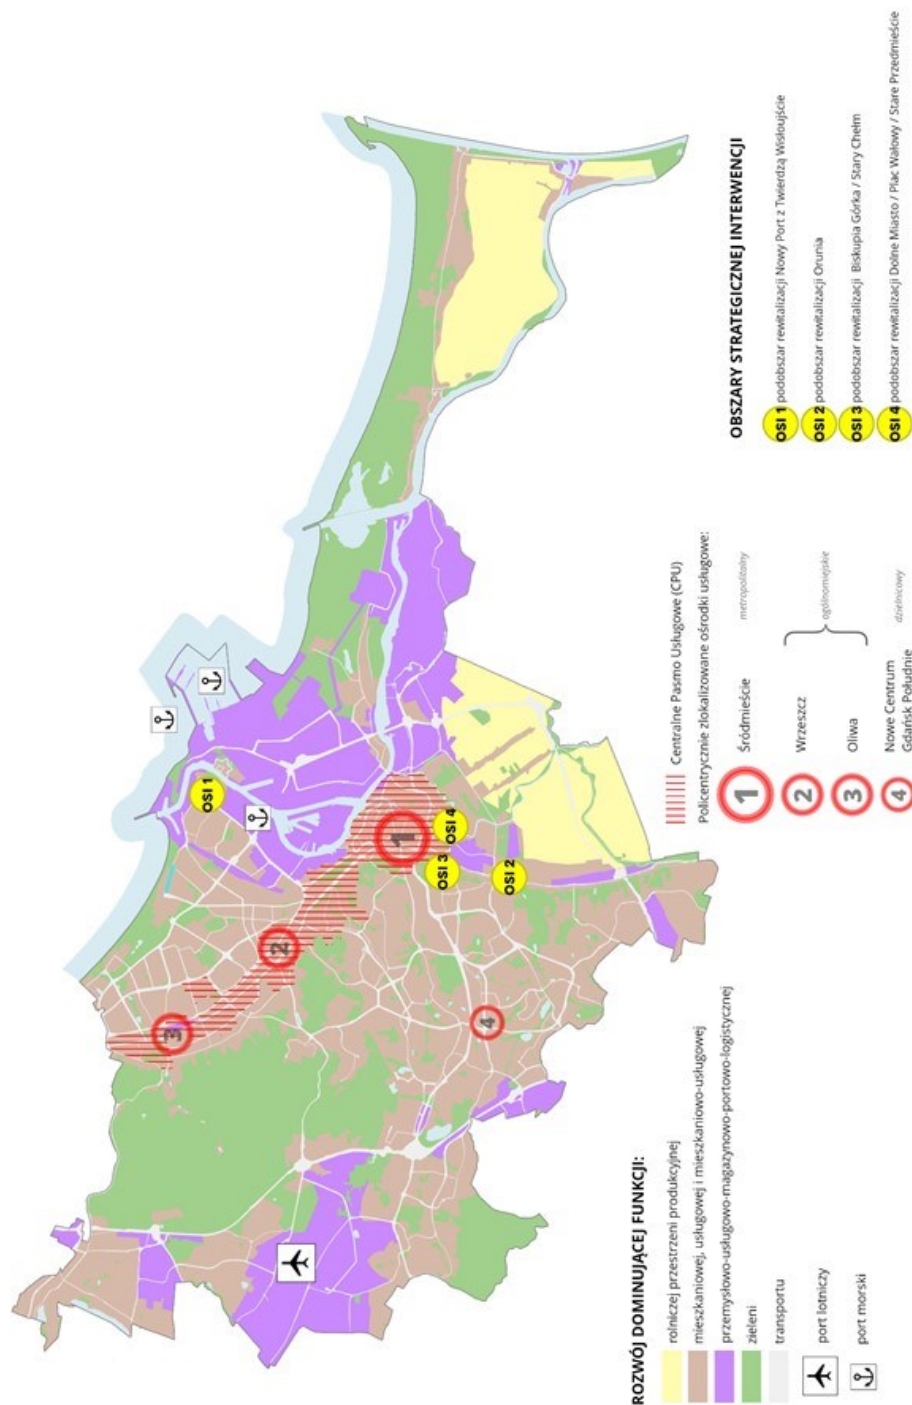 OSI 1
OSI 4
OSI 3
OSI 2
1
2
3
4
ROZWÓJ DOMINUJĄCEJ FUNKCJI:
rolniczej przestrzeni produkcyjnej
mieszkaniowej, usługowej i mieszkaniowo-usługowej
przemysłowo-usługowo-magazynowo-portowo-logistycznej
zieleni
transportu
port lotniczy
port morski
Centralne Pasmo Usługowe (CPU)
Policentrycznie zlokalizowane ośrodki usługowe:
1 Śródmieście metropolitalny
2 Wrzeszcz
ogólnomiejskie
3 Oliwa
4 Nowe Centrum
Gdańsk Południe dzielnicowy
OBSZARY STRATEGICZNEJ INTERWENCJI
OSI 1 podobszar rewitalizacji Nowy Port z Twierdzą Wisłoujście
OSI 2 podobszar rewitalizacji Orunia
OSI 3 podobszar rewitalizacji Biskupia Górka / Stary Chełm
OSI 4 podobszar rewitalizacji Dolne Miasto / Plac Wałowy / Stare Przedmieście